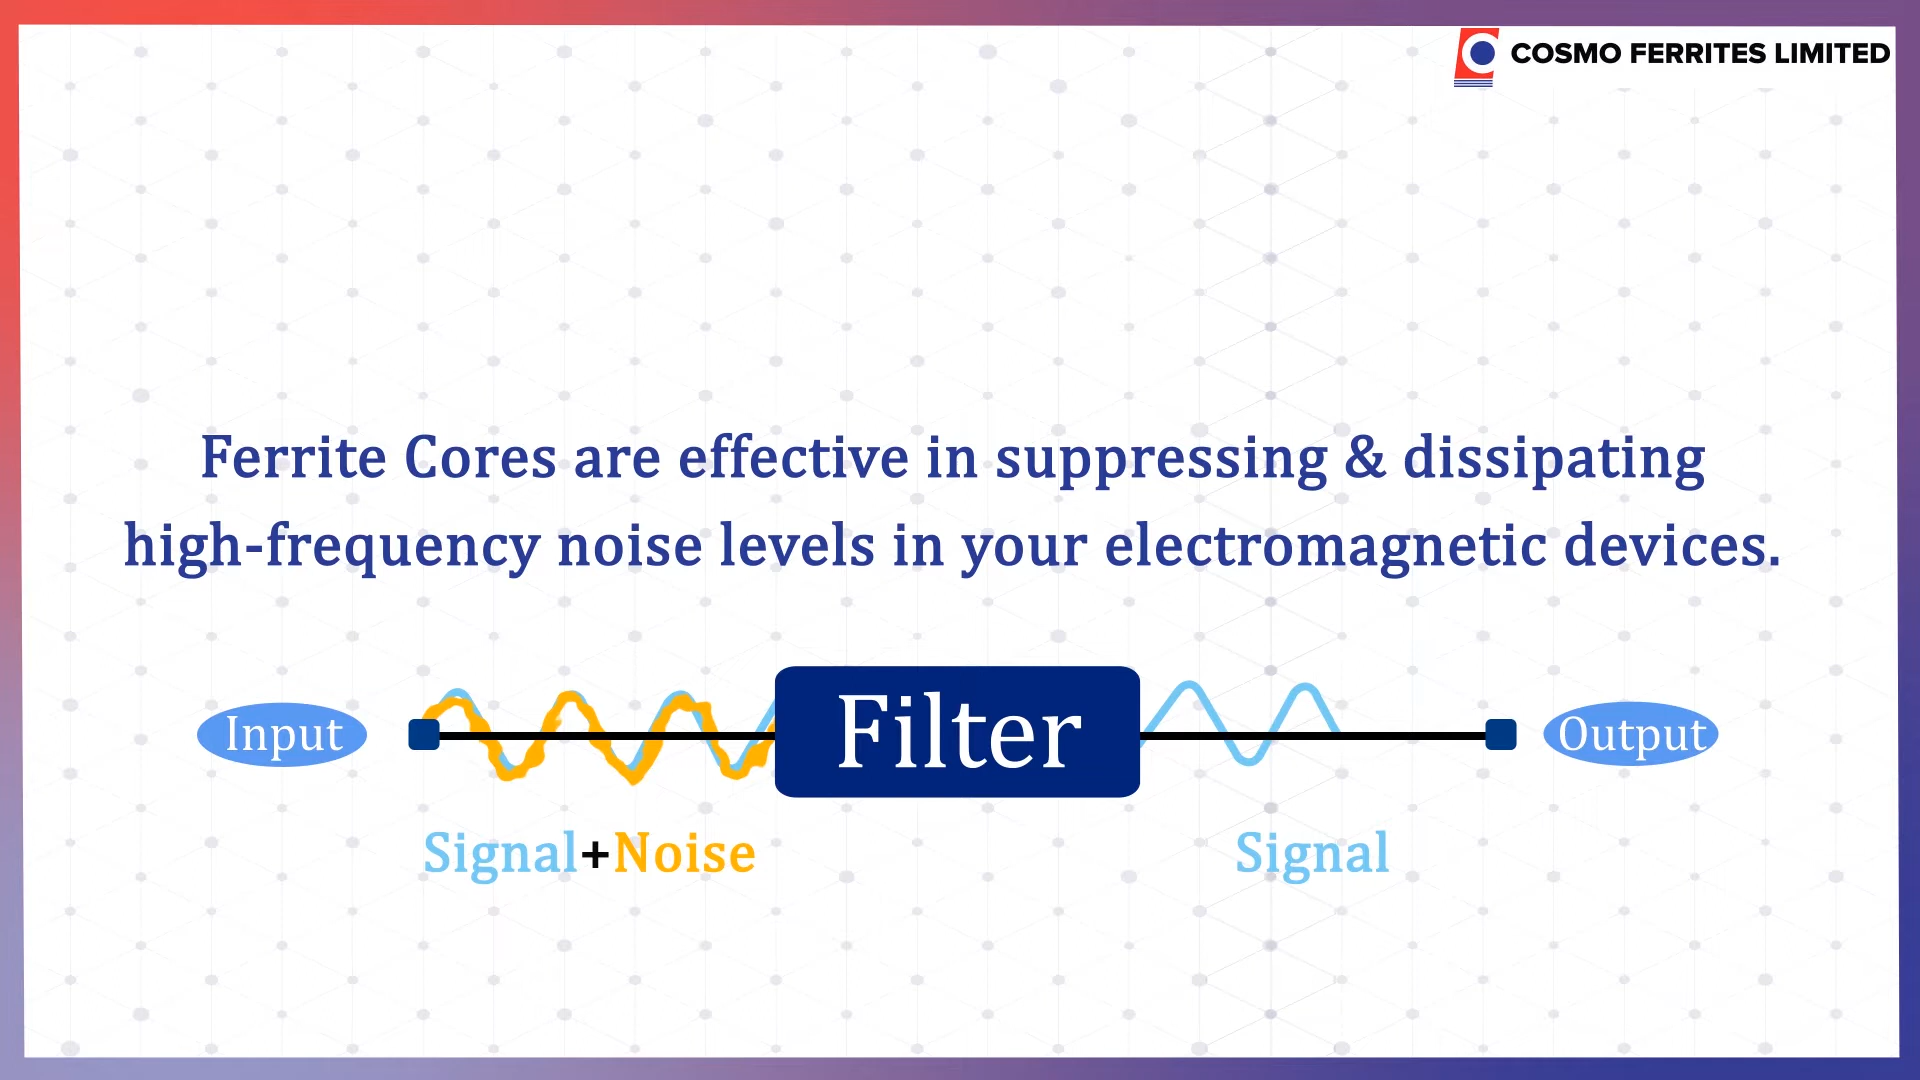 COSMO FERRITES LIMITED
Ferrite Cores are effective in suppressing & dissipating
high-frequency noise levels in your electromagnetic devices.
Input
Filter
Output
Signal+Noise
Signal